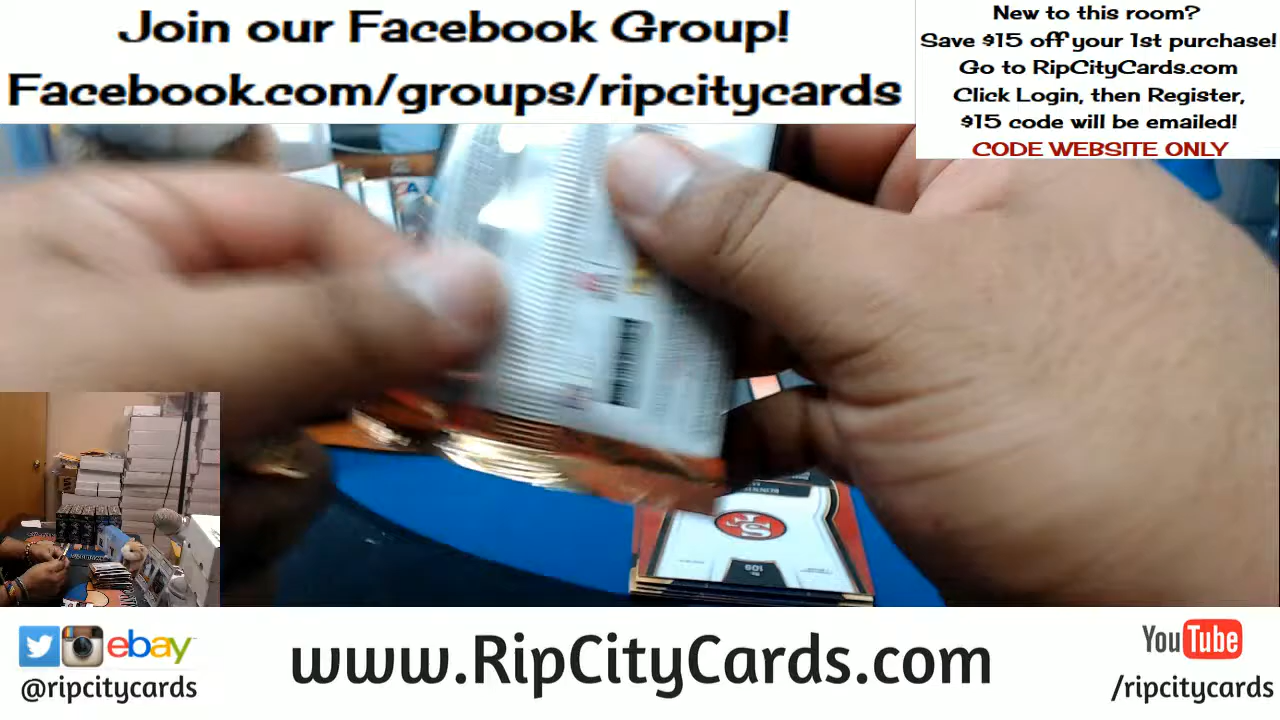 Join our Facebook Group!
Facebook.com/groups/ripcitycards
New to this room?
Save $15 off your 1st purchase!
Go to RipCityCards.com
Click Login, then Register,
$15 code will be emailed!
CODE WEBSITE ONLY
109
ebay
@ripcitycards
www.RipCityCards.com
YouTube
/ripcitycards